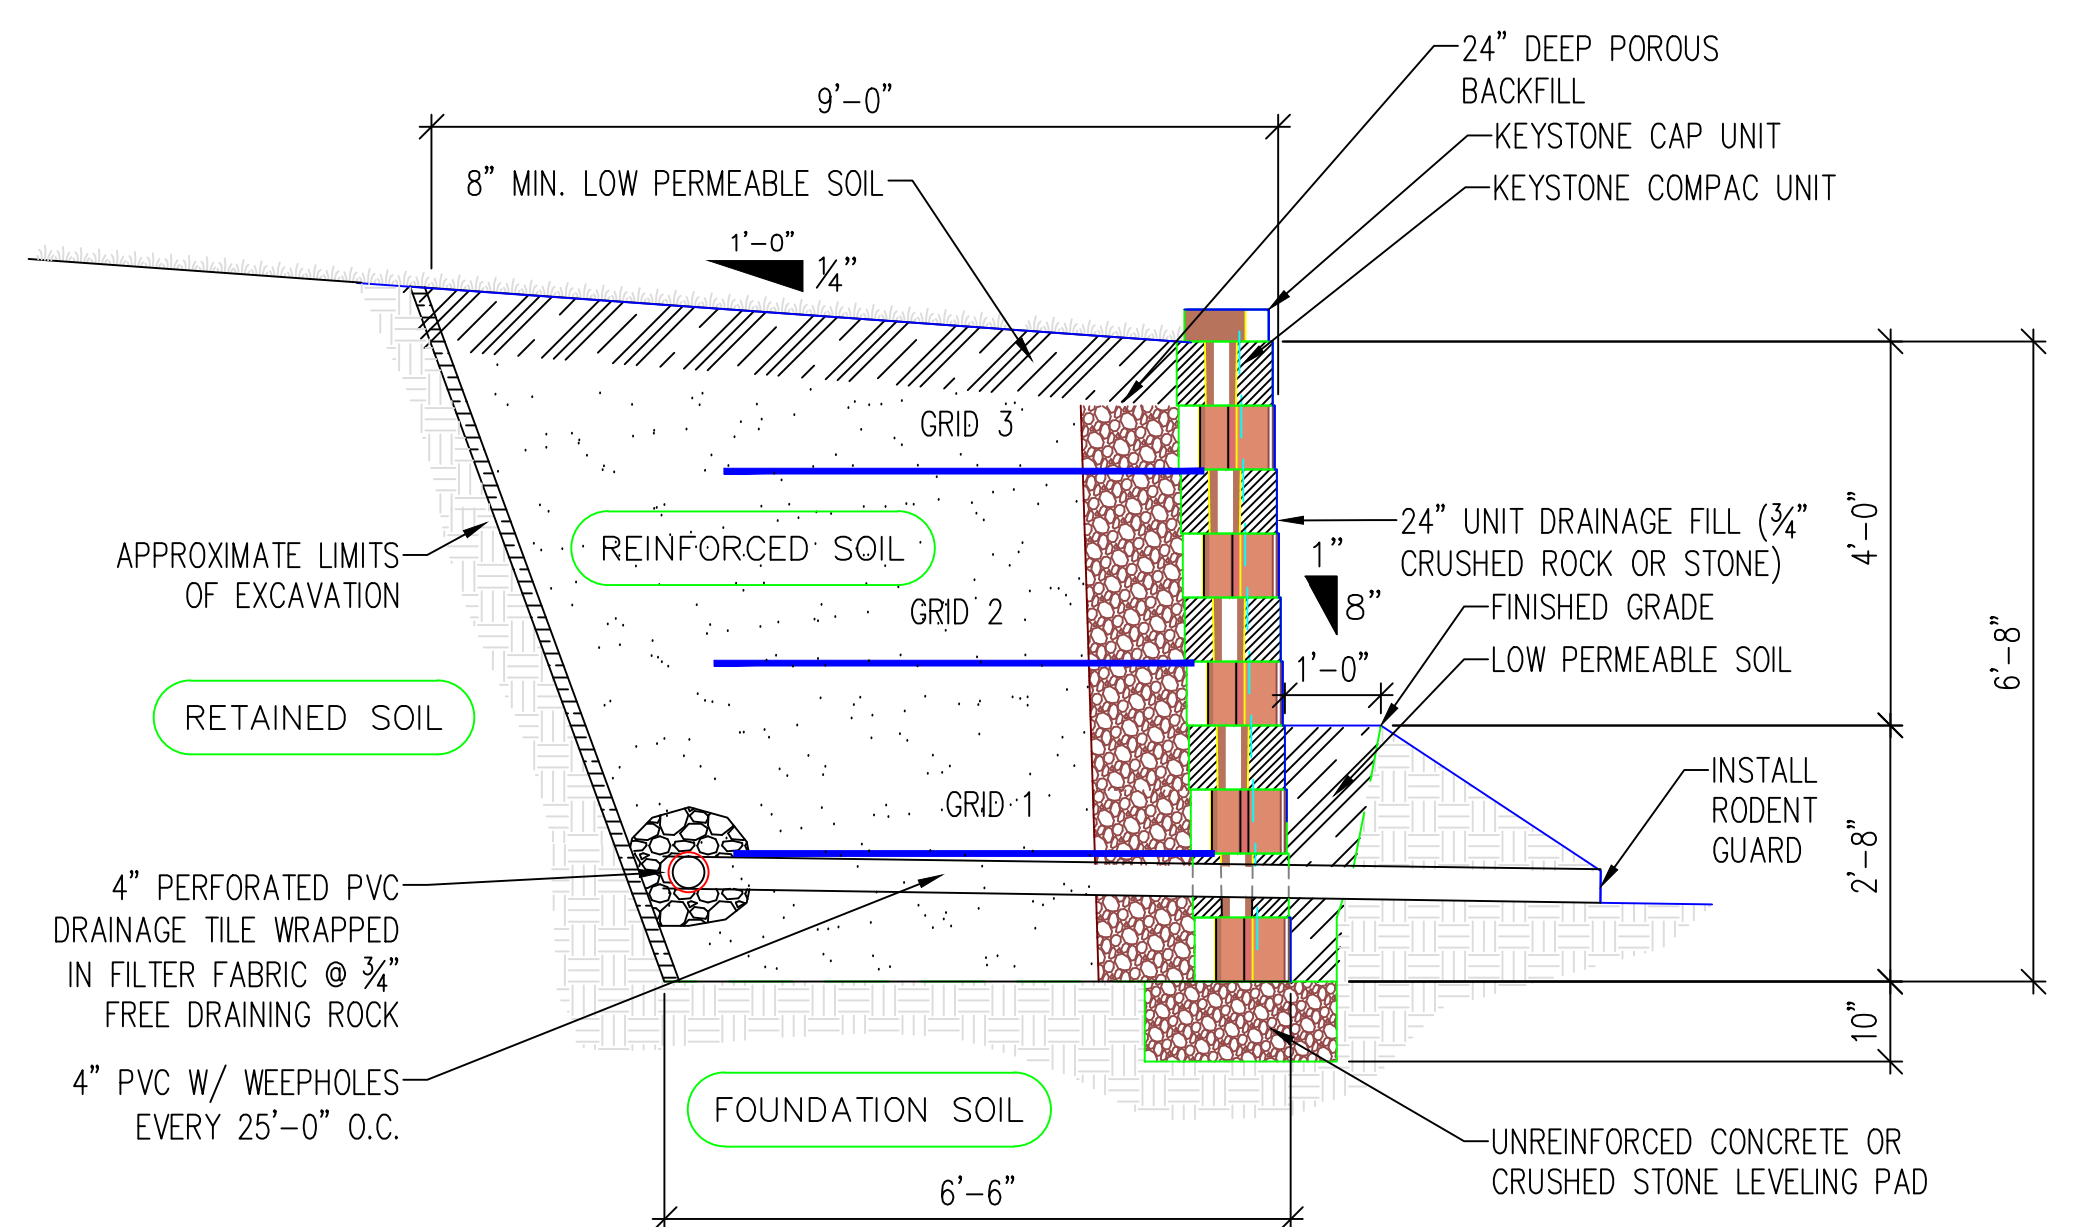 24” DEEP POROUS
BACKFILL
9’-0”
KEYSTONE CAP UNIT
8” MIN. LOW PERMEABLE SOIL
KEYSTONE COMPAC UNIT
1’-0”
¼”
GRID 3
24” UNIT DRAINAGE FILL (¾”
CRUSHED ROCK OR STONE)
4’-0”
REINFORCED SOIL
APPROXIMATE LIMITS
OF EXCAVATION
1”
8”
GRID 2
FINISHED GRADE
6’-8”
1’-0”
LOW PERMEABLE SOIL
RETAINED SOIL
GRID 1
INSTALL
RODENT
GUARD
2’-8”
4” PERFORATED PVC
DRAINAGE TILE WRAPPED
IN FILTER FABRIC @ ¾”
FREE DRAINING ROCK
10”
4” PVC W/ WEEPHOLES
EVERY 25’-0” O.C.
FOUNDATION SOIL
UNREINFORCED CONCRETE OR
CRUSHED STONE LEVELING PAD
6’-6”